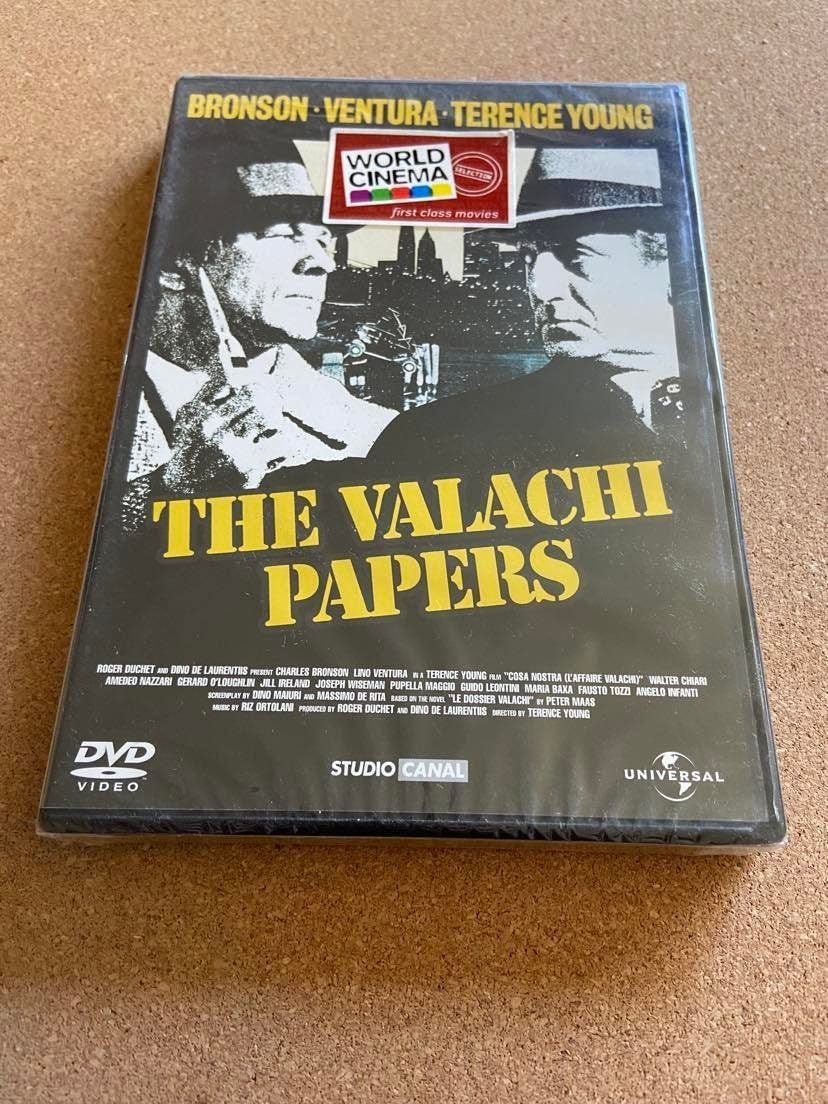 BRONSON · VENTURA · TERENCE YOUNG
WORLD CINEMA
SELECTION
first class movies
THE VALACHI
PAPERS
ROGER DUCHET AND DINO DE LAURENTIIS PRESENT CHARLES BRONSON LINO VENTURA IN A TERENCE YOUNG FILM "COSA NOSTRA (L'AFFAIRE VALACHI)" WALTER CHIARI
AMEDEO NAZZARI GERARD O'LOUGHLIN JILL IRELAND JOSEPH WISEMAN PUPELLA MAGGIO GUIDO LEONTINI MARIA BAXA FAUSTO TOZZI ANGELO INFANTI
SCREENPLAY BY DINO MAIURI AND MASSIMO DE RITA BASED ON THE NOVEL "LE DOSSIER VALACHI" BY PETER MAAS
MUSIC BY RIZ ORTOLANI PRODUCED BY ROGER DUCHET AND DINO DE LAURENTIIS DIRECTED BY TERENCE YOUNG
DVD
VIDEO
STUDIO CANAL
UNIVERSAL